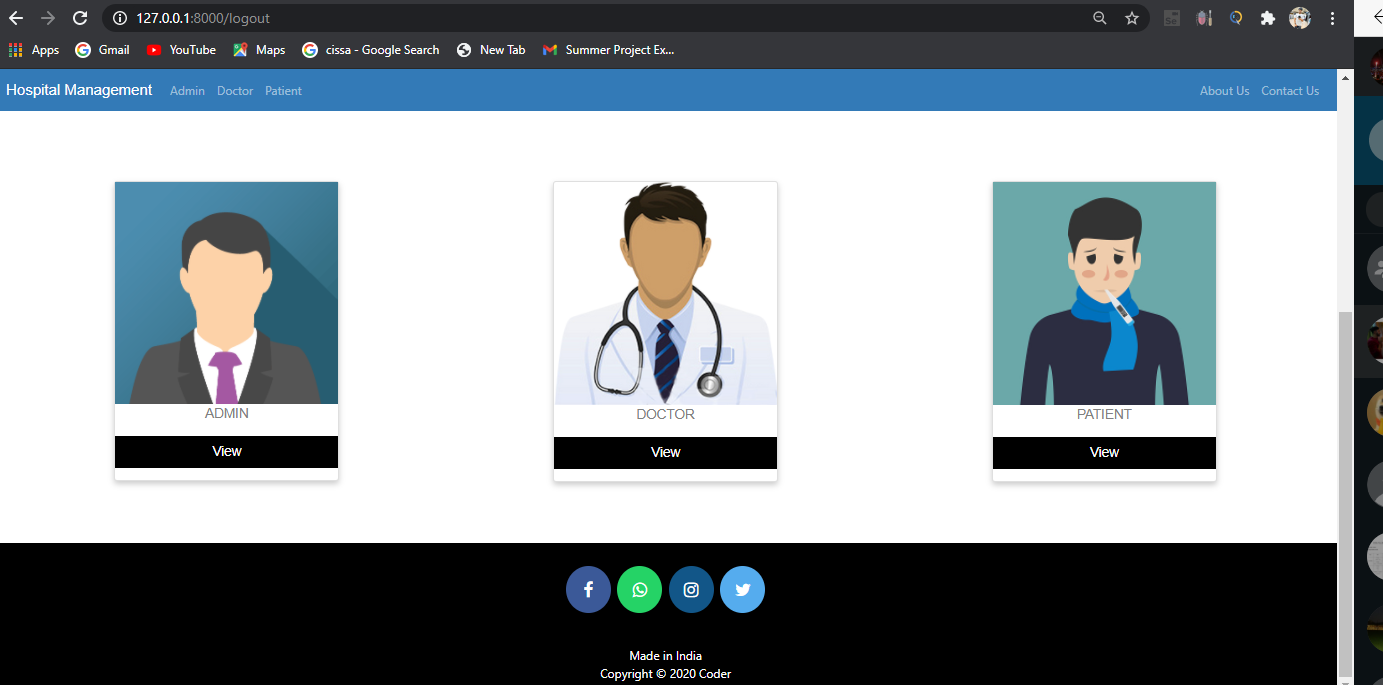 127.0.0.1:8000/logout
Apps Gmail YouTube Maps cissa - Google Search New Tab Summer Project Ex...
Hospital Management Admin Doctor Patient About Us Contact Us
ADMIN DOCTOR PATIENT
View View View
Made in India
Copyright © 2020 Coder